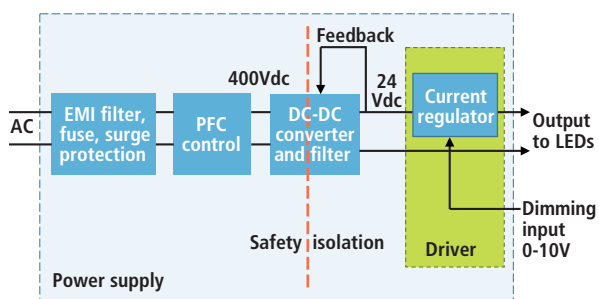 Feedback
400Vdc
24
Vdc
AC
EMI filter,
fuse, surge
protection
PFC
control
DC-DC
converter
and filter
Current
regulator
Output
to LEDs
Dimming
input
0-10V
Safety isolation
Driver
Power supply